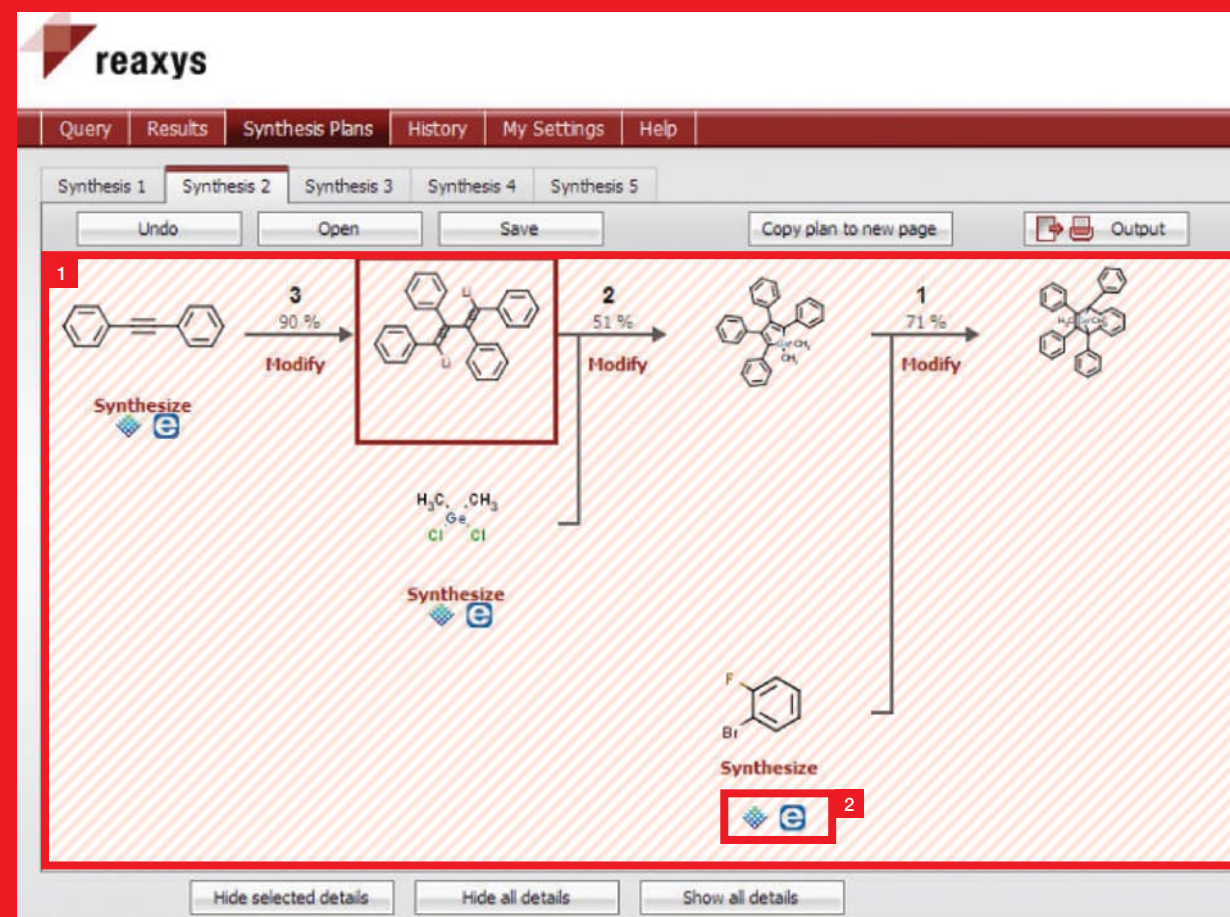 reaxys
Query Results Synthesis Plans History My Settings Help
Synthesis 1 Synthesis 2 Synthesis 3 Synthesis 4 Synthesis 5
Undo Open Save Copy plan to new page Output
1
3
90 %
Modify
Synthesize
e
Li
Li
2
51 %
Modify
H3C CH3
Ge
Cl Cl
Synthesize
e
CH3
CH3
1
71 %
Modify
F
Br
Synthesize
e
2
Hide selected details Hide all details Show all details